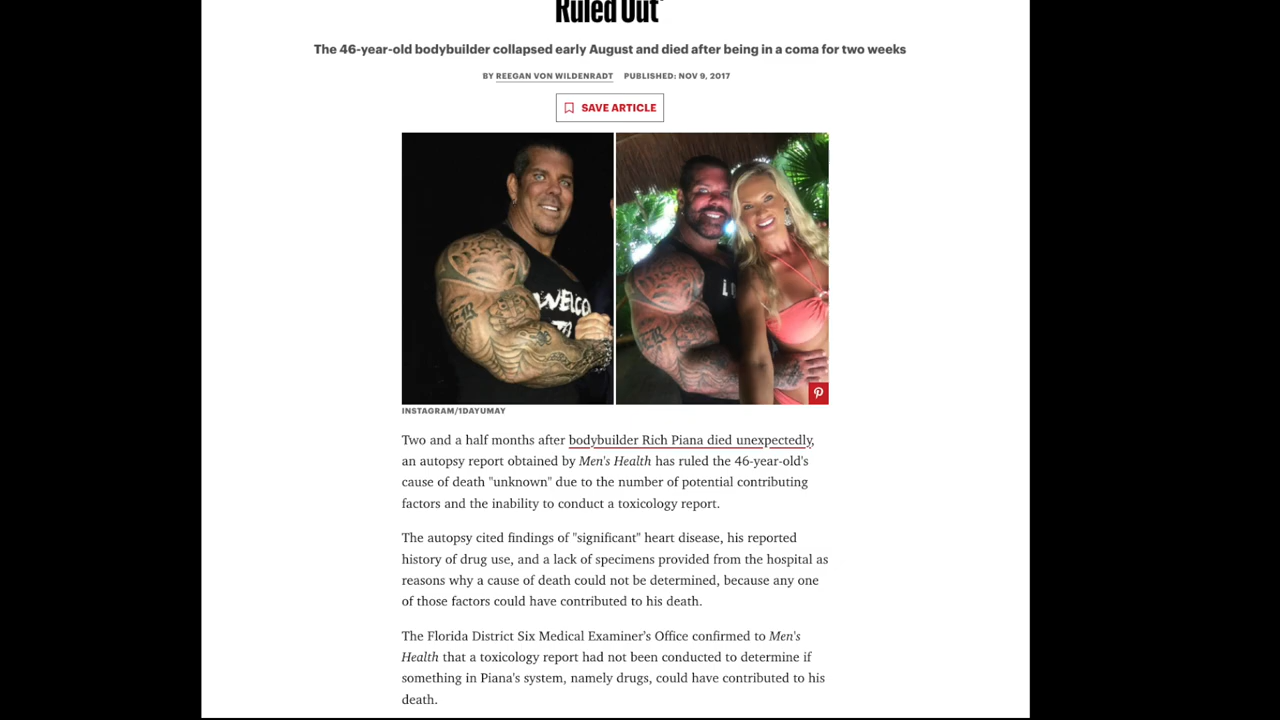 Ruled Out'
The 46-year-old bodybuilder collapsed early August and died after being in a coma for two weeks
BY REEGAN VON WILDENRADT PUBLISHED: NOV 9, 2017
SAVE ARTICLE
WELCO
INSTAGRAM/1DAYUMAY
Two and a half months after bodybuilder Rich Piana died unexpectedly,
an autopsy report obtained by Men's Health has ruled the 46-year-old's
cause of death "unknown" due to the number of potential contributing
factors and the inability to conduct a toxicology report.
The autopsy cited findings of "significant" heart disease, his reported
history of drug use, and a lack of specimens provided from the hospital as
reasons why a cause of death could not be determined, because any one
of those factors could have contributed to his death.
The Florida District Six Medical Examiner's Office confirmed to Men's
Health that a toxicology report had not been conducted to determine if
something in Piana's system, namely drugs, could have contributed to his
death.